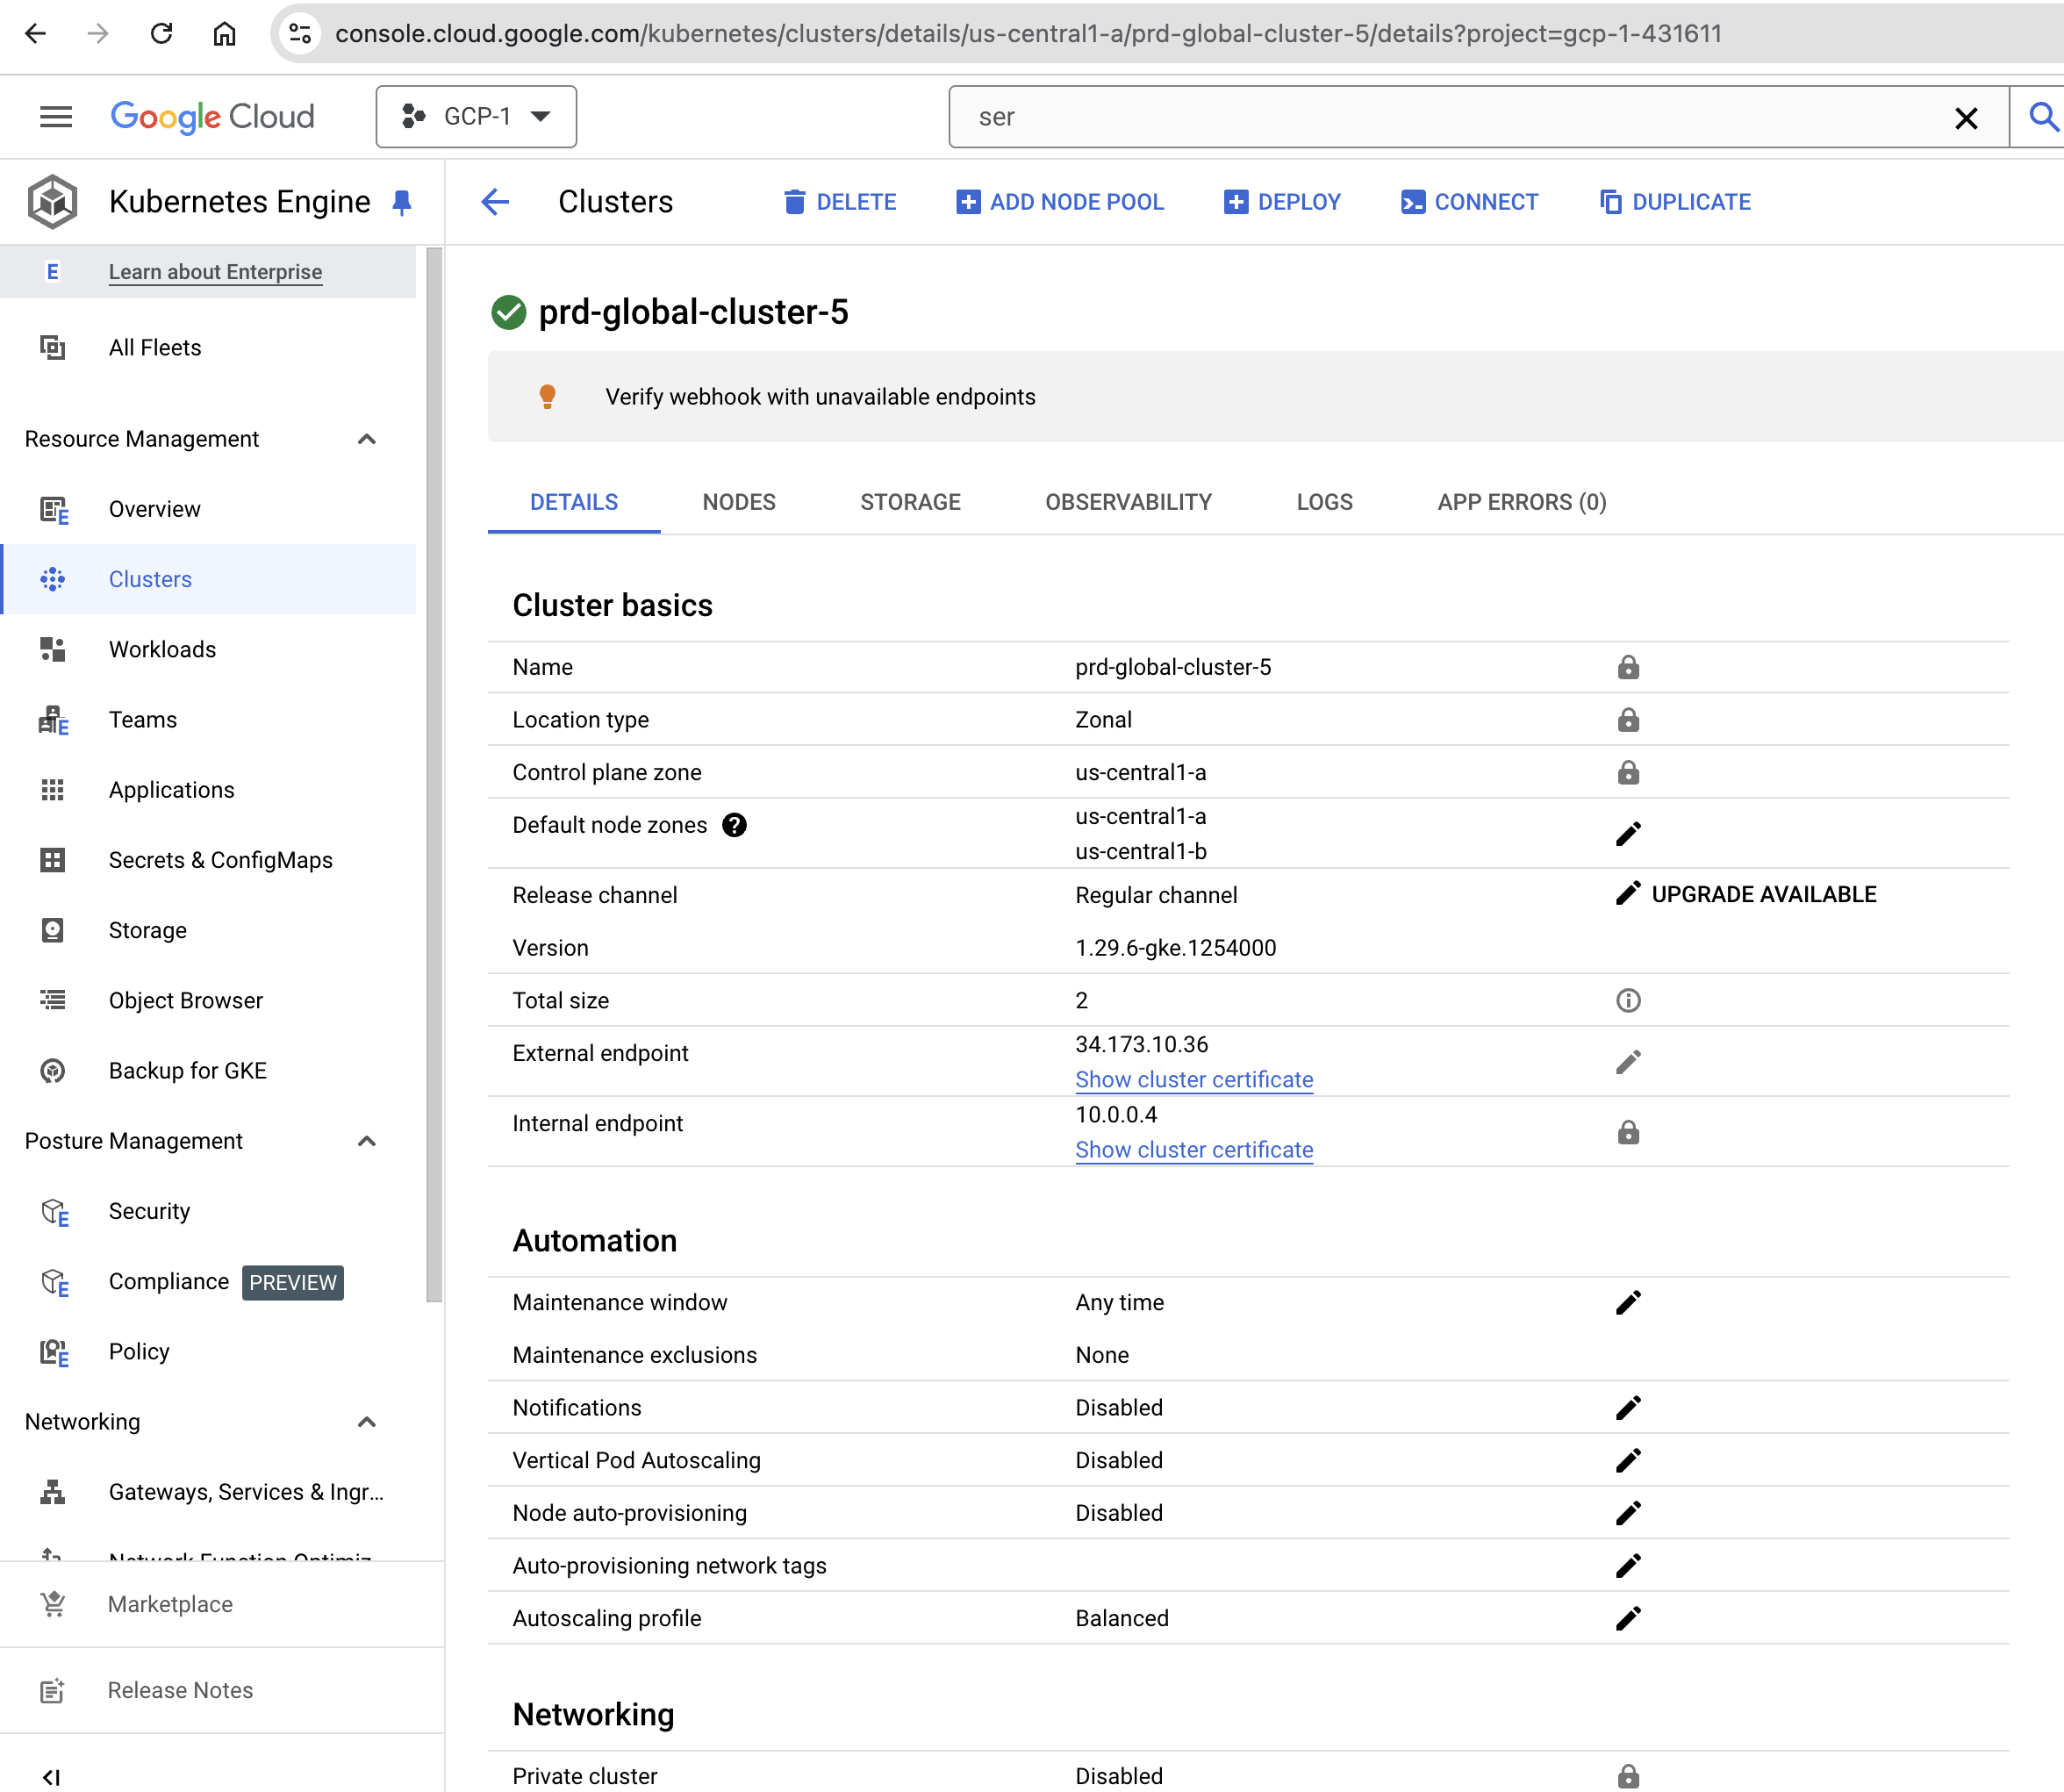 console.cloud.google.com/kubernetes/clusters/details/us-central1-a/prd-global-cluster-5/details?project=gcp-1-431611
Google Cloud
GCP-1
ser
Kubernetes Engine
Clusters
DELETE
ADD NODE POOL
DEPLOY
CONNECT
DUPLICATE
E Learn about Enterprise
All Fleets
Resource Management
Overview
Clusters
Workloads
Teams
Applications
Secrets & ConfigMaps
Storage
Object Browser
Backup for GKE
Posture Management
Security
Compliance PREVIEW
Policy
Networking
Gateways, Services & Ingr...
Network Function Optimiz
Marketplace
Release Notes
prd-global-cluster-5
Verify webhook with unavailable endpoints
DETAILS NODES STORAGE OBSERVABILITY LOGS APP ERRORS (0)
Cluster basics
Name prd-global-cluster-5
Location type Zonal
Control plane zone us-central1-a
Default node zones us-central1-a
us-central1-b
Release channel Regular channel UPGRADE AVAILABLE
Version 1.29.6-gke.1254000
Total size 2
External endpoint 34.173.10.36
Show cluster certificate
Internal endpoint 10.0.0.4
Show cluster certificate
Automation
Maintenance window Any time
Maintenance exclusions None
Notifications Disabled
Vertical Pod Autoscaling Disabled
Node auto-provisioning Disabled
Auto-provisioning network tags
Autoscaling profile Balanced
Networking
Private cluster Disabled